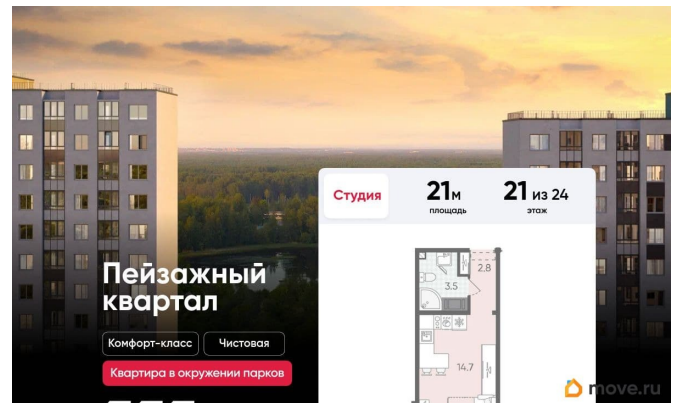 Студия
21м
площадь
21 из 24
этаж
2.8
3.5
14.7
Пейзажный
квартал
Комфорт-класс
Чистовая
Квартира в окружении парков
move.ru